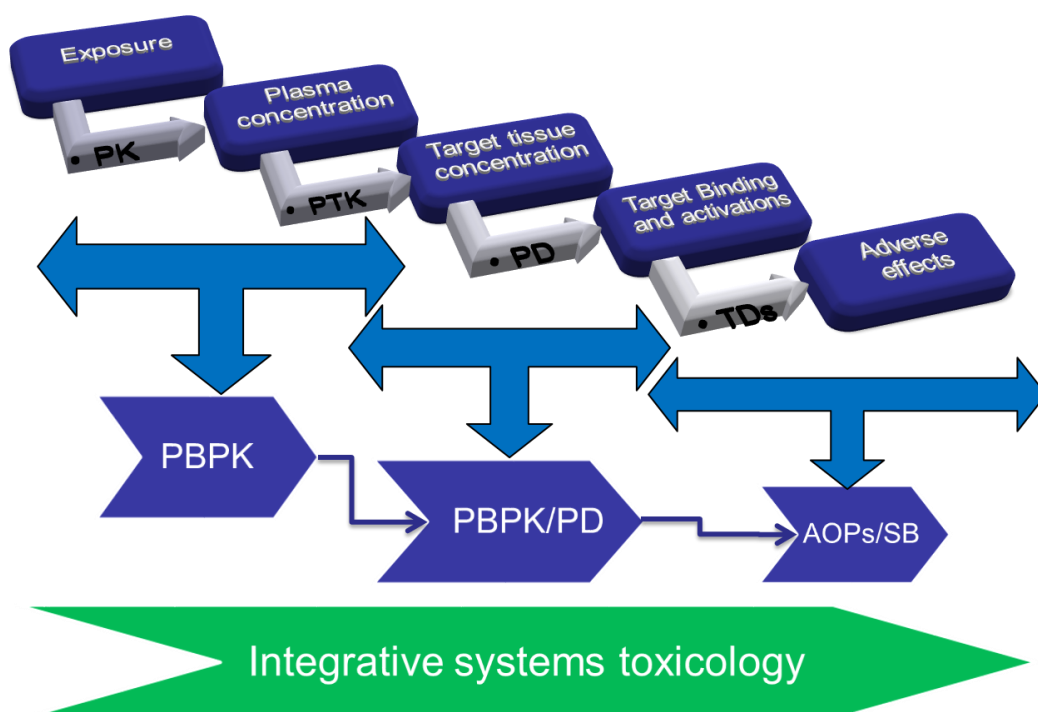 Exposure
• PK
Plasma
concentration
• PTK
Target tissue
concentration
• PD
Target Binding
and activations
• TDs
Adverse
effects
PBPK
PBPK/PD
AOPs/SB
Integrative systems toxicology